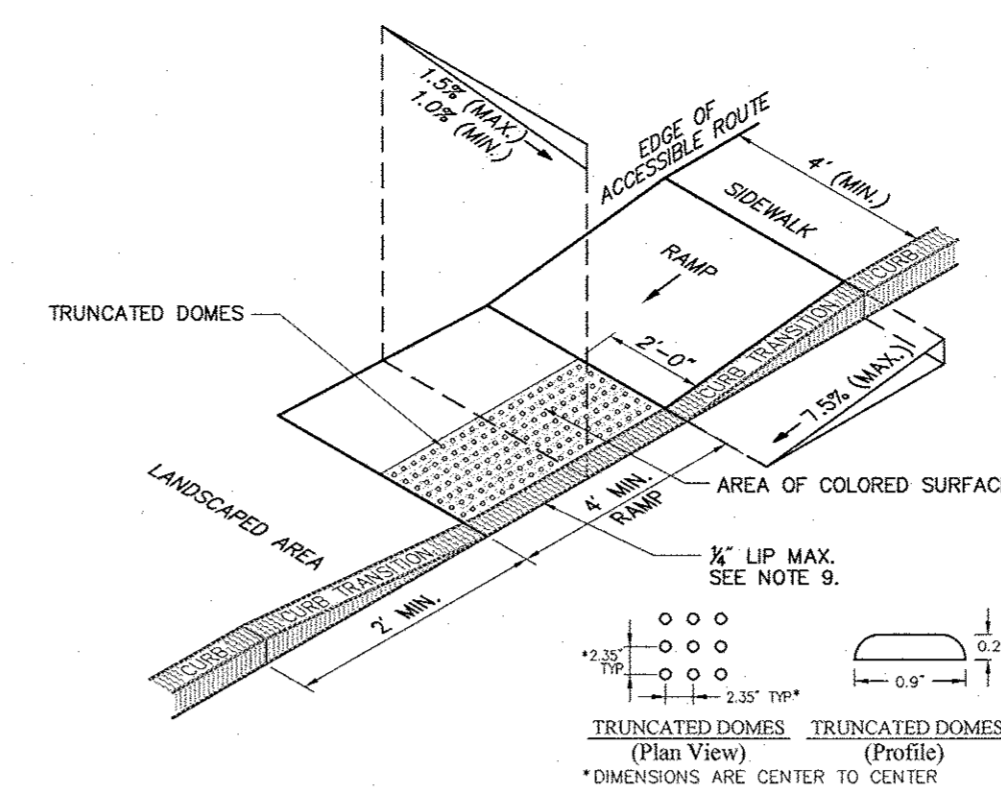 1.5% (MAX.)
1.0% (MIN.)
EDGE OF
ACCESSIBLE ROUTE
4' (MIN.)
SIDEWALK
RAMP
TRUNCATED DOMES
2'-0"
CURB
CURB TRANSITION
7.5% (MAX.)
LANDSCAPED AREA
AREA OF COLORED SURFAC
4' MIN.
RAMP
¼" LIP MAX.
SEE NOTE 9.
CURB TRANSITION
2' MIN.
CURB
*2.35"
TYP.
2.35" TYP.*
0.2
0.9"
TRUNCATED DOMES
(Plan View)
TRUNCATED DOMES
(Profile)
*DIMENSIONS ARE CENTER TO CENTER